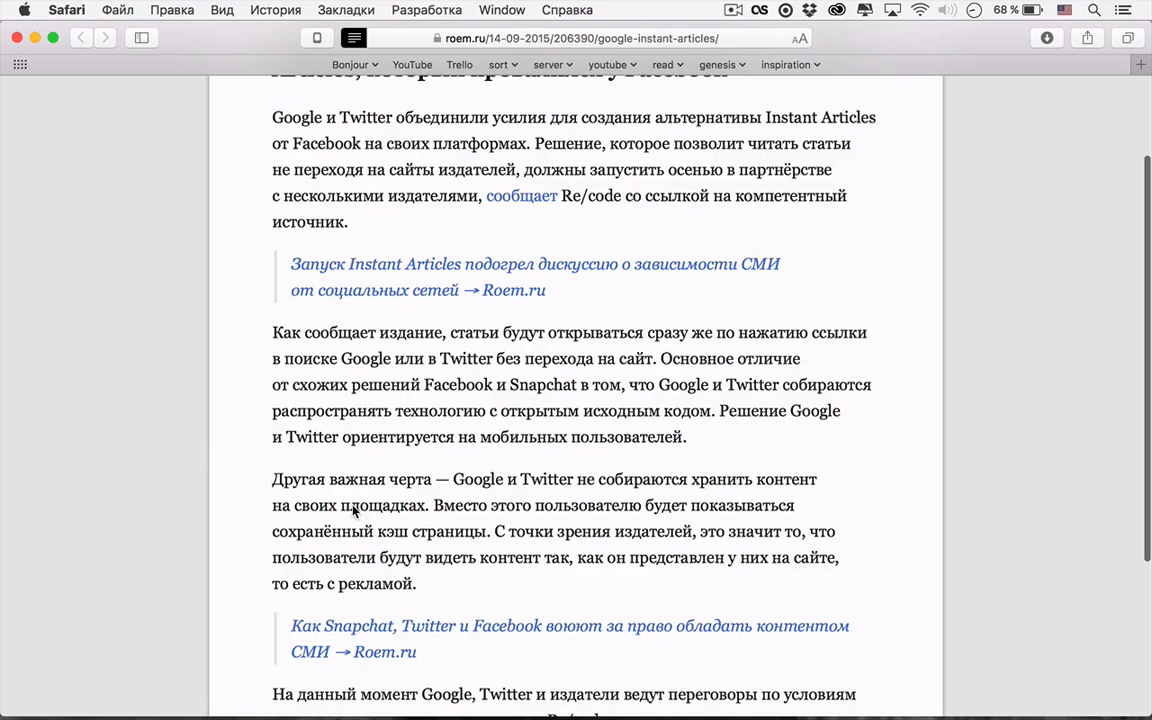 Safari Файл Правка Вид История Закладки Разработка Window Справка 68 %
roem.ru/14-09-2015/206390/google-instant-articles/ AA
Bonjour YouTube Trello sort server youtube read genesis inspiration
Articles, который провалился у Facebook
Google и Twitter объединили усилия для создания альтернативы Instant Articles
от Facebook на своих платформах. Решение, которое позволит читать статьи
не переходя на сайты издателей, должны запустить осенью в партнёрстве
с несколькими издателями, сообщает Re/code со ссылкой на компетентный
источник.
Запуск Instant Articles подогрел дискуссию о зависимости СМИ
от социальных сетей → Roem.ru
Как сообщает издание, статьи будут открываться сразу же по нажатию ссылки
в поиске Google или в Twitter без перехода на сайт. Основное отличие
от схожих решений Facebook и Snapchat в том, что Google и Twitter собираются
распространять технологию с открытым исходным кодом. Решение Google
и Twitter ориентируется на мобильных пользователей.
Другая важная черта — Google и Twitter не собираются хранить контент
на своих площадках. Вместо этого пользователю будет показываться
сохранённый кэш страницы. С точки зрения издателей, это значит то, что
пользователи будут видеть контент так, как он представлен у них на сайте,
то есть с рекламой.
Как Snapchat, Twitter и Facebook воюют за право обладать контентом
СМИ → Roem.ru
На данный момент Google, Twitter и издатели ведут переговоры по условиям